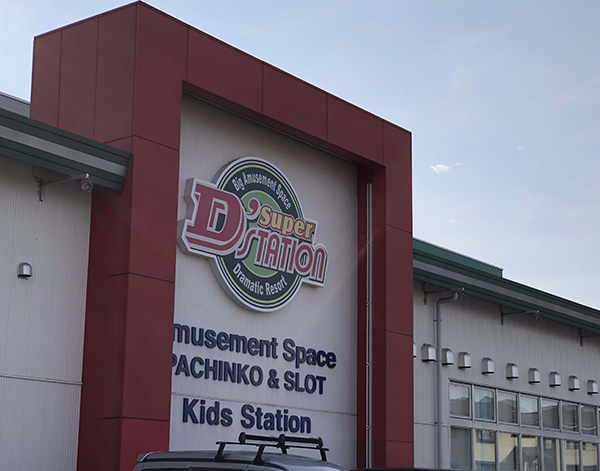 Big Amusement Space
Super
D'STATION
Dramatic Resort
musement Space
PACHINKO & SLOT
Kids Station